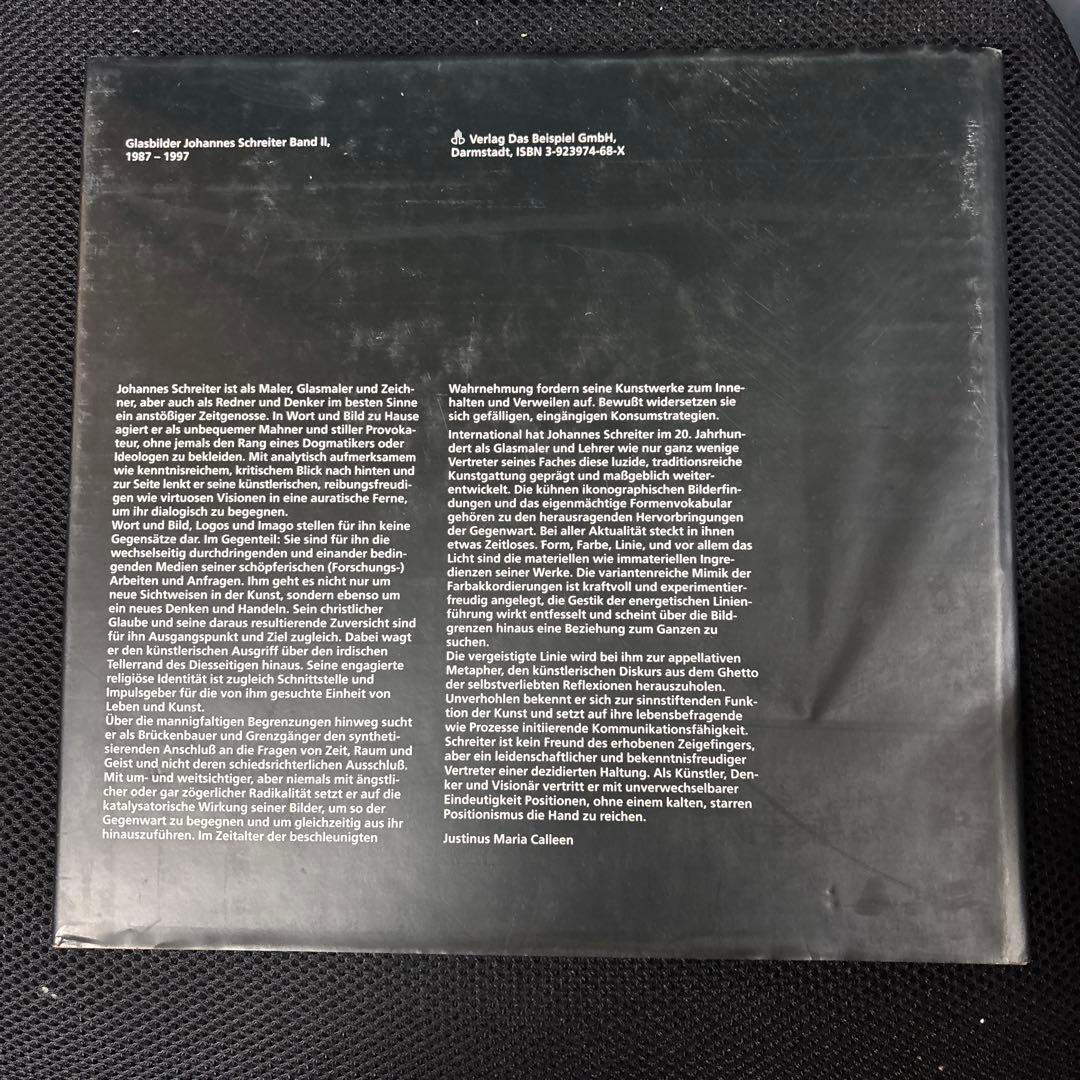 Glasbilder Johannes Schreiter Band II,
1987 – 1997
Verlag Das Beispiel GmbH,
Darmstadt, ISBN 3-923974-68-X
Johannes Schreiter ist als Maler, Glasmaler und Zeich-
ner, aber auch als Redner und Denker im besten Sinne
ein anstößiger Zeitgenosse. In Wort und Bild zu Hause
agiert er als unbequemer Mahner und stiller Provoka-
teur, ohne jemals den Rang eines Dogmatikers oder
Ideologen zu bekleiden. Mit analytisch aufmerksamem
wie kenntnisreichem, kritischem Blick nach hinten und
zur Seite lenkt er seine künstlerischen, reibungsfreudi-
gen wie virtuosen Visionen in eine auratische Ferne,
um ihr dialogisch zu begegnen.
Wort und Bild, Logos und Imago stellen für ihn keine
Gegensätze dar. Im Gegenteil: Sie sind für ihn die
wechselseitig durchdringenden und einander bedin-
genden Medien seiner schöpferischen (Forschungs-)
Arbeiten und Anfragen. Ihm geht es nicht nur um
neue Sichtweisen in der Kunst, sondern ebenso um
ein neues Denken und Handeln. Sein christlicher
Glaube und seine daraus resultierende Zuversicht sind
für ihn Ausgangspunkt und Ziel zugleich. Dabei wagt
er den künstlerischen Ausgriff über den irdischen
Tellerrand des Diesseitigen hinaus. Seine engagierte
religiöse Identität ist zugleich Schnittstelle und
Impulsgeber für die von ihm gesuchte Einheit von
Leben und Kunst.
Über die mannigfaltigen Begrenzungen hinweg sucht
er als Brückenbauer und Grenzgänger den syntheti-
sierenden Anschluß an die Fragen von Zeit, Raum und
Geist und nicht deren schiedsrichterlichen Ausschluß.
Mit um- und weitsichtiger, aber niemals mit ängstli-
cher oder gar zögerlicher Radikalität setzt er auf die
katalysatorische Wirkung seiner Bilder, um so der
Gegenwart zu begegnen und um gleichzeitig aus ihr
hinauszuführen. Im Zeitalter der beschleunigten
Wahrnehmung fordern seine Kunstwerke zum Inne-
halten und Verweilen auf. Bewußt widersetzen sie
sich gefälligen, eingängigen Konsumstrategien.
International hat Johannes Schreiter im 20. Jahrhun-
dert als Glasmaler und Lehrer wie nur ganz wenige
Vertreter seines Faches diese luzide, traditionsreiche
Kunstgattung geprägt und maßgeblich weiter-
entwickelt. Die kühnen ikonographischen Bilderfin-
dungen und das eigenmächtige Formenvokabular
gehören zu den herausragenden Hervorbringungen
der Gegenwart. Bei aller Aktualität steckt in ihnen
etwas Zeitloses. Form, Farbe, Linie, und vor allem das
Licht sind die materiellen wie immateriellen Ingre-
dienzen seiner Werke. Die variantenreiche Mimik der
Farbakkordierungen ist kraftvoll und experimentier-
freudig angelegt, die Gestik der energetischen Linien-
führung wirkt entfesselt und scheint über die Bild-
grenzen hinaus eine Beziehung zum Ganzen zu
suchen.
Die vergeistigte Linie wird bei ihm zur appellativen
Metapher, den künstlerischen Diskurs aus dem Ghetto
der selbstverliebten Reflexionen herauszuholen.
Unverhohlen bekennt er sich zur sinnstiftenden Funk-
tion der Kunst und setzt auf ihre lebensbefragende
wie Prozesse initiierende Kommunikationsfähigkeit.
Schreiter ist kein Freund des erhobenen Zeigefingers,
aber ein leidenschaftlicher und bekenntnisfreudiger
Vertreter einer dezidierten Haltung. Als Künstler, Den-
ker und Visionär vertritt er mit unverwechselbarer
Eindeutigkeit Positionen, ohne einem kalten, starren
Positionismus die Hand zu reichen.
Justinus Maria Calleen